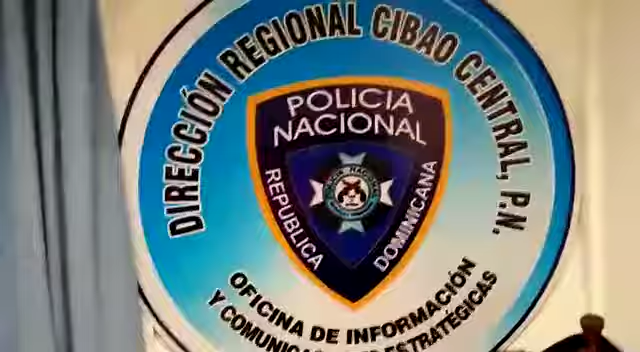 DIRECCIÓN REGIONAL CIBAO CENTRAL, P.N.
POLICIA
NACIONAL
REPUBLICA
DOMINICANA
OFICINA DE INFORMACIÓN
Y ESTRATÉGICAS